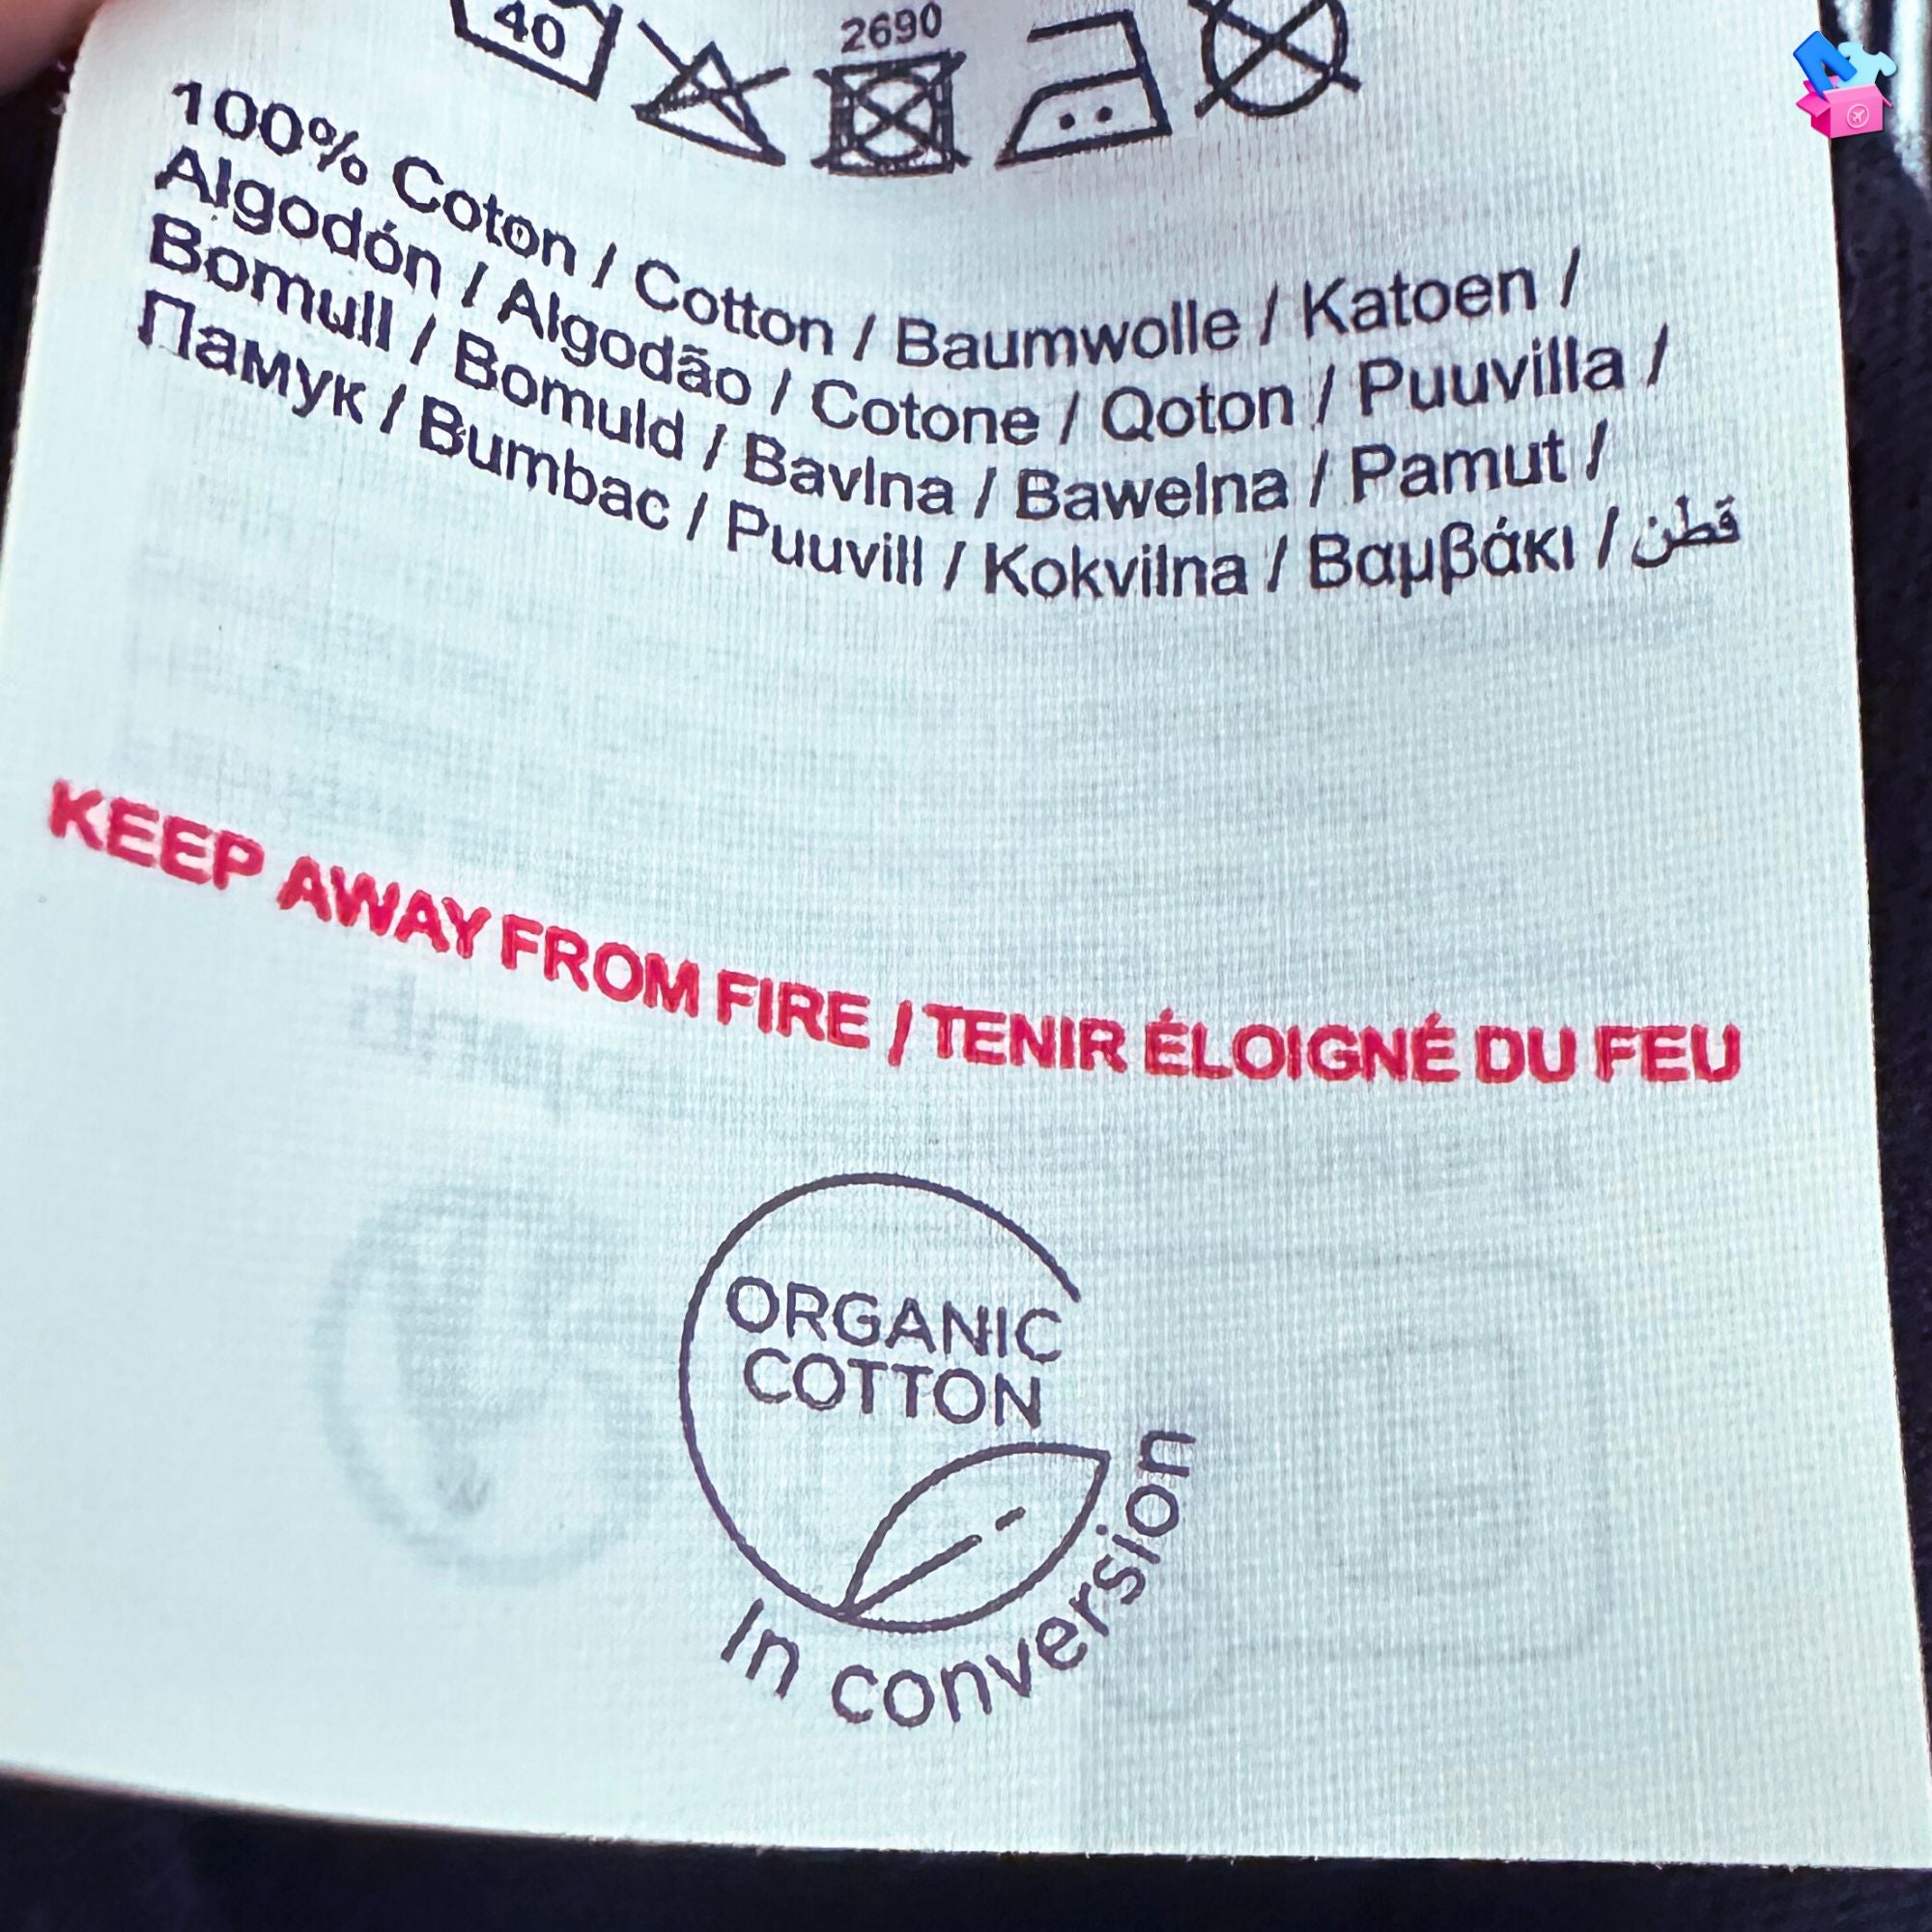 40
2690
100% Coton / Cotton / Baumwolle / Katoen /
Algodón / Algodão / Cotone / Qoton / Puuvilla /
Bomull / Bomuld / Bavlna / Bawelna / Pamut /
Памук / Bumbac / Puuvill / Kokvilna / Βαμβάκι / قطن
KEEP AWAY FROM FIRE / TENIR ÉLOIGNÉ DU FEU
ORGANIC
COTTON
In conversion